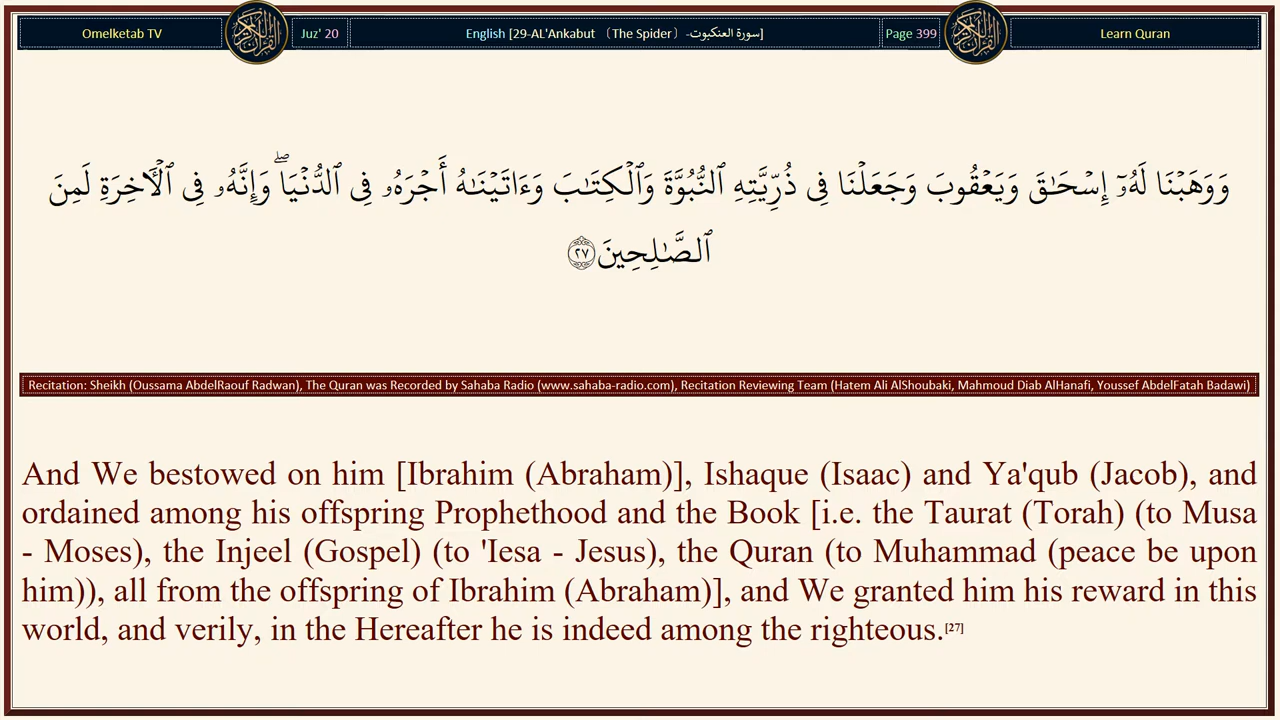 Omelketab TV
Juz' 20
English [29-AL'Ankabut (The Spider) -سورة العنكبوت]
Page 399
Learn Quran
وَوَهَبْنَا لَهُۥٓ إِسْحَـٰقَ وَيَعْقُوبَ وَجَعَلْنَا فِى ذُرِّيَّتِهِ ٱلنُّبُوَّةَ وَٱلْكِتَـٰبَ وَءَاتَيْنَـٰهُ أَجْرَهُۥ فِى ٱلدُّنْيَا ۖ وَإِنَّهُۥ فِى ٱلْـَٔاخِرَةِ لَمِنَ
ٱلصَّـٰلِحِينَ ٢٧
Recitation: Sheikh (Oussama AbdelRaouf Radwan), The Quran was Recorded by Sahaba Radio (www.sahaba-radio.com), Recitation Reviewing Team (Hatem Ali AlShoubaki, Mahmoud Diab AlHanafi, Youssef AbdelFatah Badawi)
And We bestowed on him [Ibrahim (Abraham)], Ishaque (Isaac) and Ya'qub (Jacob), and
ordained among his offspring Prophethood and the Book [i.e. the Taurat (Torah) (to Musa
- Moses), the Injeel (Gospel) (to 'Iesa - Jesus), the Quran (to Muhammad (peace be upon
him)), all from the offspring of Ibrahim (Abraham)], and We granted him his reward in this
world, and verily, in the Hereafter he is indeed among the righteous.[27]